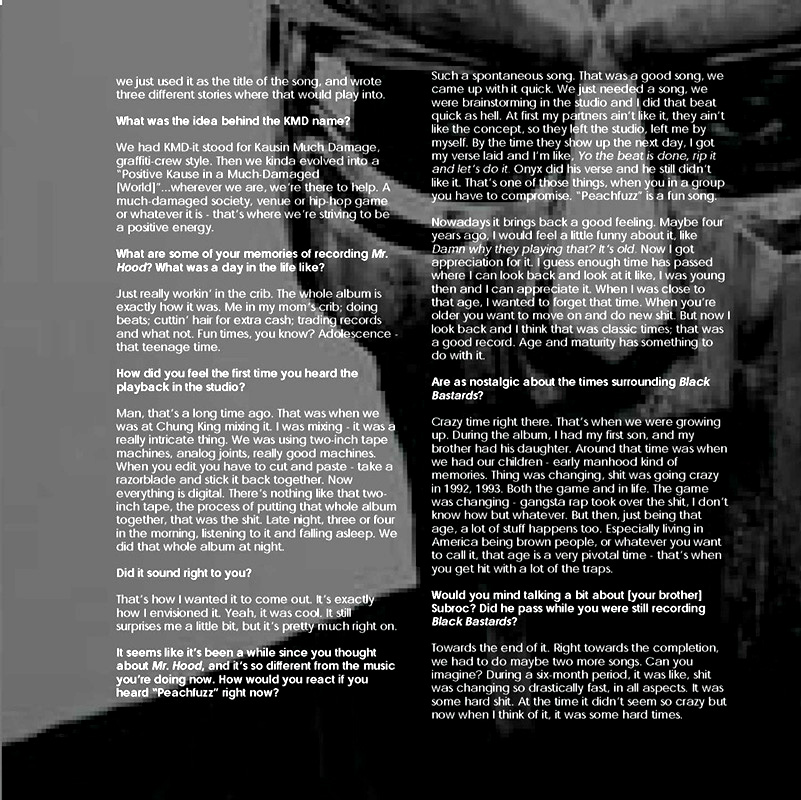 we just used it as the title of the song, and wrote
three different stories where that would play into.
What was the idea behind the KMD name?
We had KMD-it stood for Kausin Much Damage,
graffiti-crew style. Then we kinda evolved into a
“Positive Kause in a Much-Damaged
[World]”...wherever we are, we’re there to help. A
much-damaged society, venue or hip-hop game
or whatever it is - that’s where we’re striving to be
a positive energy.
What are some of your memories of recording Mr.
Hood? What was a day in the life like?
Just really workin’ in the crib. The whole album is
exactly how it was. Me in my mom’s crib; doing
beats; cuttin’ hair for extra cash; trading records
and what not. Fun times, you know? Adolescence -
that teenage time.
How did you feel the first time you heard the
playback in the studio?
Man, that’s a long time ago. That was when we
was at Chung King mixing it. I was mixing - it was a
really intricate thing. We was using two-inch tape
machines, analog joints, really good machines.
When you edit you have to cut and paste - take a
razorblade and stick it back together. Now
everything is digital. There’s nothing like that two-
inch tape, the process of putting that whole album
together, that was the shit. Late night, three or four
in the morning, listening to it and falling asleep. We
did that whole album at night.
Did it sound right to you?
That’s how I wanted it to come out. It’s exactly
how I envisioned it. Yeah, it was cool. It still
surprises me a little bit, but it’s pretty much right on.
It seems like it’s been a while since you thought
about Mr. Hood, and it’s so different from the music
you’re doing now. How would you react if you
heard “Peachfuzz” right now?
Such a spontaneous song. That was a good song, we
came up with it quick. We just needed a song, we
were brainstorming in the studio and I did that beat
quick as hell. At first my partners ain’t like it, they ain’t
like the concept, so they left the studio, left me by
myself. By the time they show up the next day, I got
my verse laid and I’m like, Yo the beat is done, rip it
and let’s do it. Onyx did his verse and he still didn’t
like it. That’s one of those things, when you in a group
you have to compromise. “Peachfuzz” is a fun song.
Nowadays it brings back a good feeling. Maybe four
years ago, I would feel a little funny about it, like
Damn why they playing that? It’s old. Now I got
appreciation for it. I guess enough time has passed
where I can look back and look at it like, I was young
then and I can appreciate it. When I was close to
that age, I wanted to forget that time. When you’re
older you want to move on and do new shit. But now I
look back and I think that was classic times; that was
a good record. Age and maturity has something to
do with it.
Are as nostalgic about the times surrounding Black
Bastards?
Crazy time right there. That’s when we were growing
up. During the album, I had my first son, and my
brother had his daughter. Around that time was when
we had our children - early manhood kind of
memories. Thing was changing, shit was going crazy
in 1992, 1993. Both the game and in life. The game
was changing - gangsta rap took over the shit, I don’t
know how but whatever. But then, just being that
age, a lot of stuff happens too. Especially living in
America being brown people, or whatever you want
to call it, that age is a very pivotal time - that’s when
you get hit with a lot of the traps.
Would you mind talking a bit about [your brother]
Subroc? Did he pass while you were still recording
Black Bastards?
Towards the end of it. Right towards the completion,
we had to do maybe two more songs. Can you
imagine? During a six-month period, it was like, shit
was changing so drastically fast, in all aspects. It was
some hard shit. At the time it didn’t seem so crazy but
now when I think of it, it was some hard times.